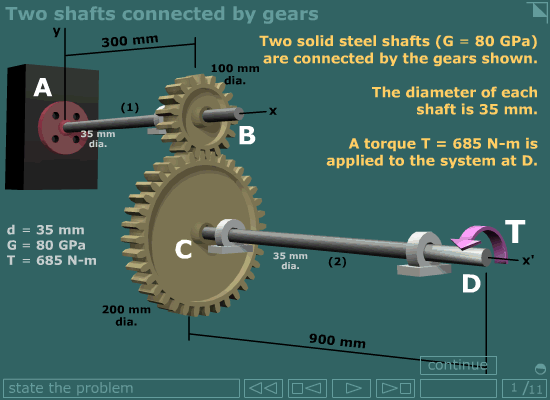 Two shafts connected by gears
y
300 mm
Two solid steel shafts (G = 80 GPa)
are connected by the gears shown.
100 mm
dia.
A
The diameter of each
shaft is 35 mm.
(1)
x
B
35 mm
dia.
A torque T = 685 N-m is
applied to the system at D.
d = 35 mm
G = 80 GPa
T = 685 N-m
C
T
35 mm
dia.
(2)
x'
D
200 mm
dia.
900 mm
continue
state the problem
1/11